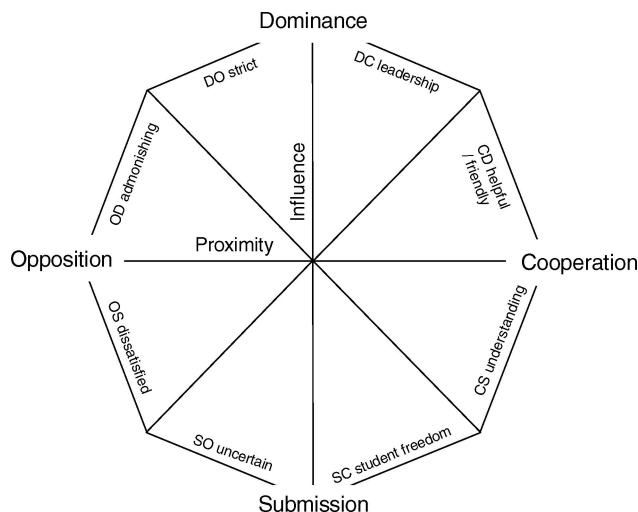 Dominance
DO strict
DC leadership
OD admonishing
Influence
CD helpful
/ friendly
Proximity
Opposition
Cooperation
OS dissatisfied
CS understanding
SO uncertain
SC student freedom
Submission